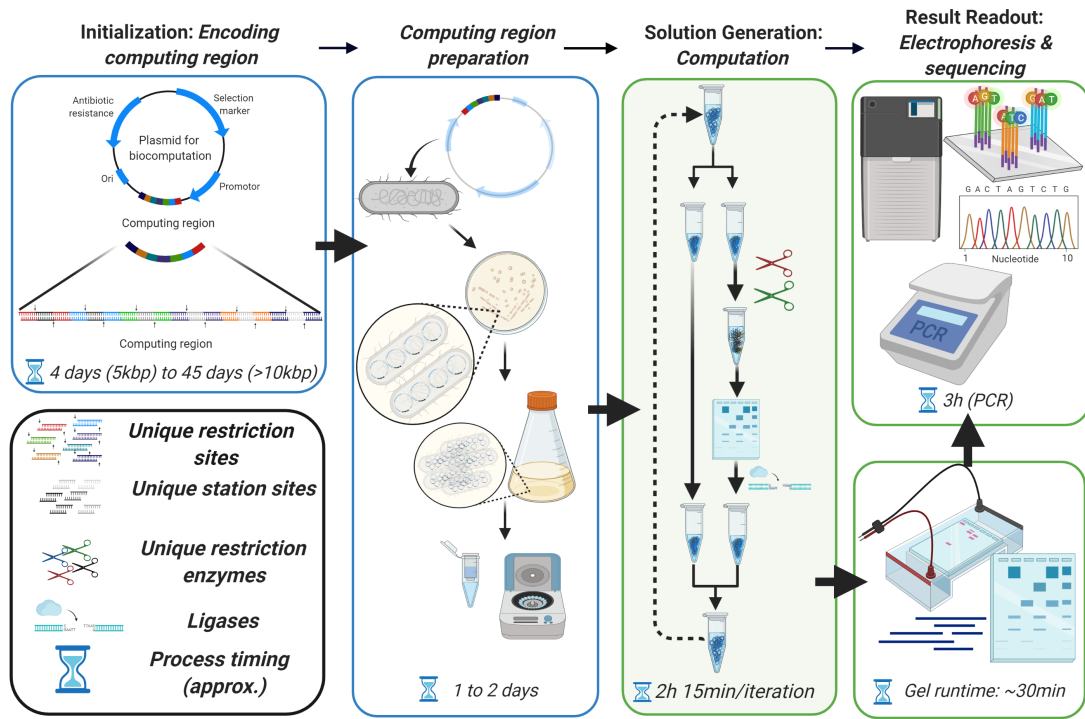 Initialization: Encoding
computing region
Antibiotic
resistance
Selection
marker
Plasmid for
biocomputation
Ori
Promotor
Computing region
Computing region
4 days (5kbp) to 45 days (>10kbp)
Unique restriction
sites
Unique station sites
Unique restriction
enzymes
Ligases
Process timing
(approx.)
Computing region
preparation
1 to 2 days
Solution Generation:
Computation
2h 15min/iteration
Result Readout:
Electrophoresis &
sequencing
A G T
A T C
G A T
G A C T A G T C T G
1 Nucleotide 10
PCR
3h (PCR)
Gel runtime: ~30min